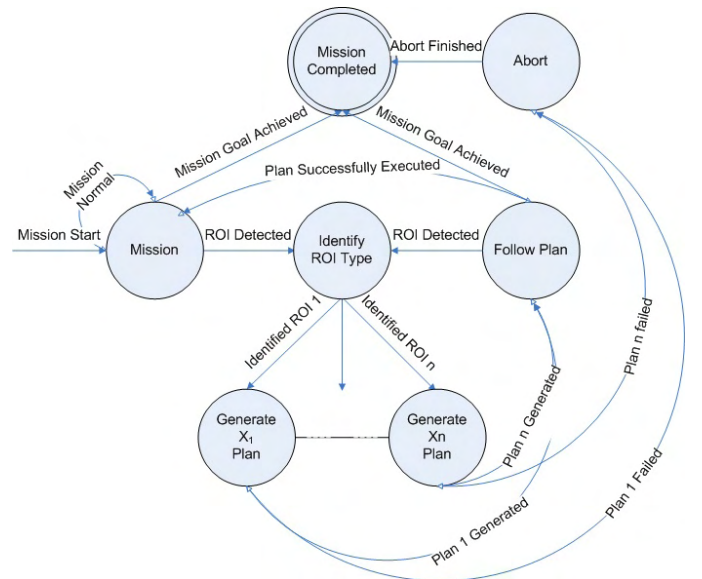 Mission
Completed
Abort Finished
Abort
Mission Goal Achieved
Mission Goal Achieved
Plan Successfully Executed
Mission
Normal
Mission Start
Mission
ROI Detected
Identify
ROI Type
ROI Detected
Follow Plan
Identified ROI 1
Identified ROI n
Plan n failed
Generate
X₁
Plan
Generate
Xn
Plan
Plan n Generated
Plan 1 Generated
Plan 1 Failed